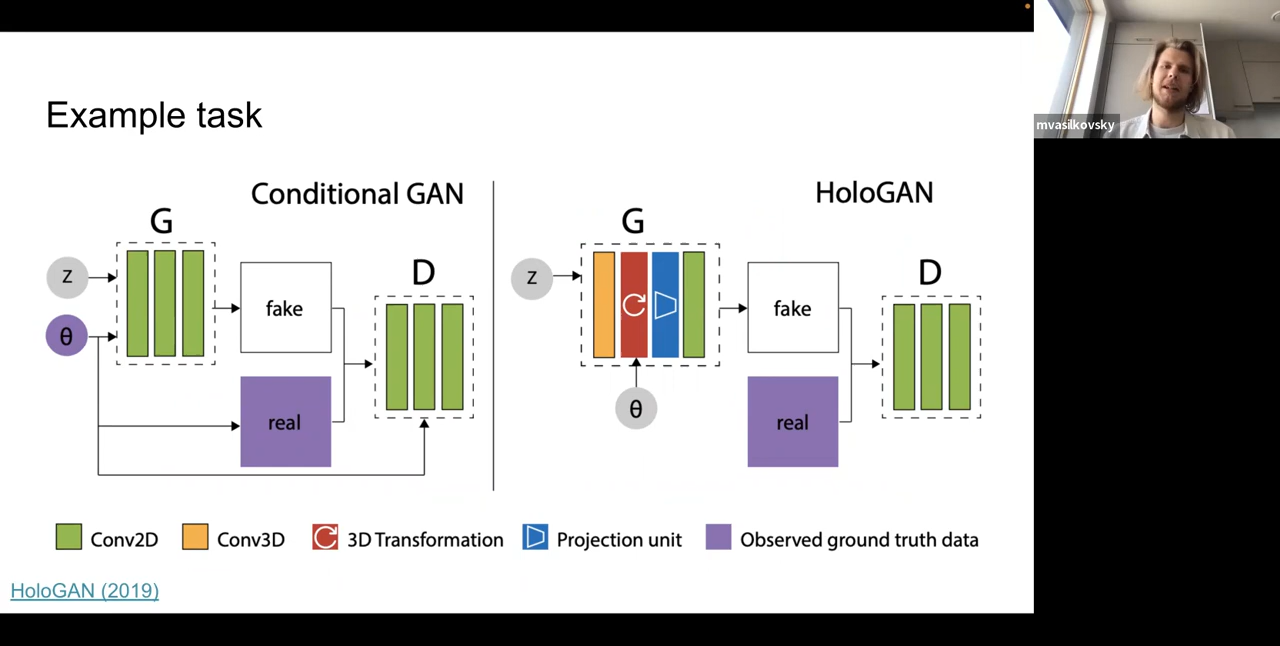 Example task
Conditional GAN
G
z
θ
fake
real
D
HoloGAN
G
z
θ
fake
real
D
Conv2D
Conv3D
3D Transformation
Projection unit
Observed ground truth data
HoloGAN (2019)
mvasilkovsky